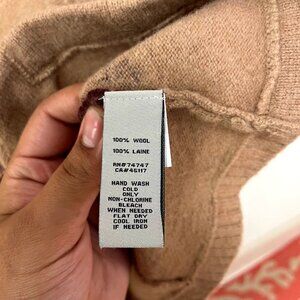 100% WOOL
100% LAINE
RN#74747
CA#46117
HAND WASH
COLD
ONLY
NON-CHLORINE
BLEACH
WHEN NEEDED
FLAT DRY
COOL IRON
IF NEEDED